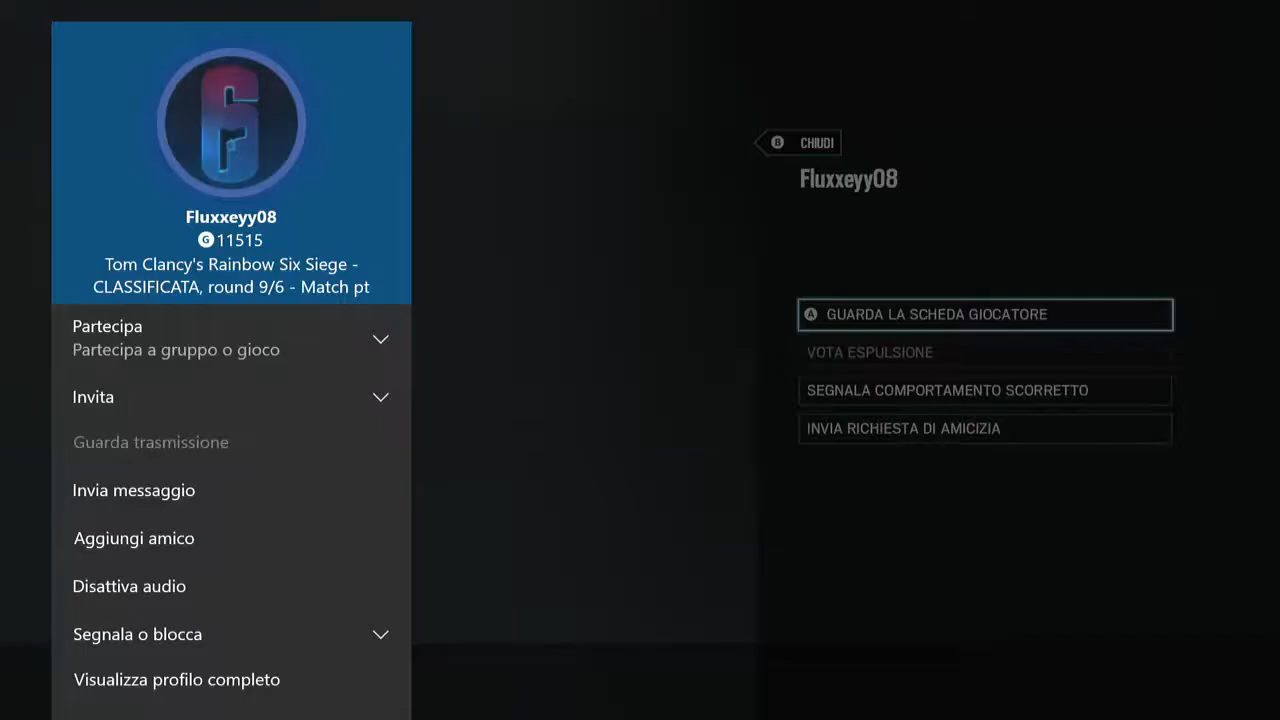 Fluxxeyy08
G 11515
Tom Clancy's Rainbow Six Siege -
CLASSIFICATA, round 9/6 - Match pt
Partecipa
Partecipa a gruppo o gioco
Invita
Guarda trasmissione
Invia messaggio
Aggiungi amico
Disattiva audio
Segnala o blocca
Visualizza profilo completo
B CHIUDI
Fluxxeyy08
A GUARDA LA SCHEDA GIOCATORE
VOTA ESPULSIONE
SEGNALA COMPORTAMENTO SCORRETTO
INVIA RICHIESTA DI AMICIZIA